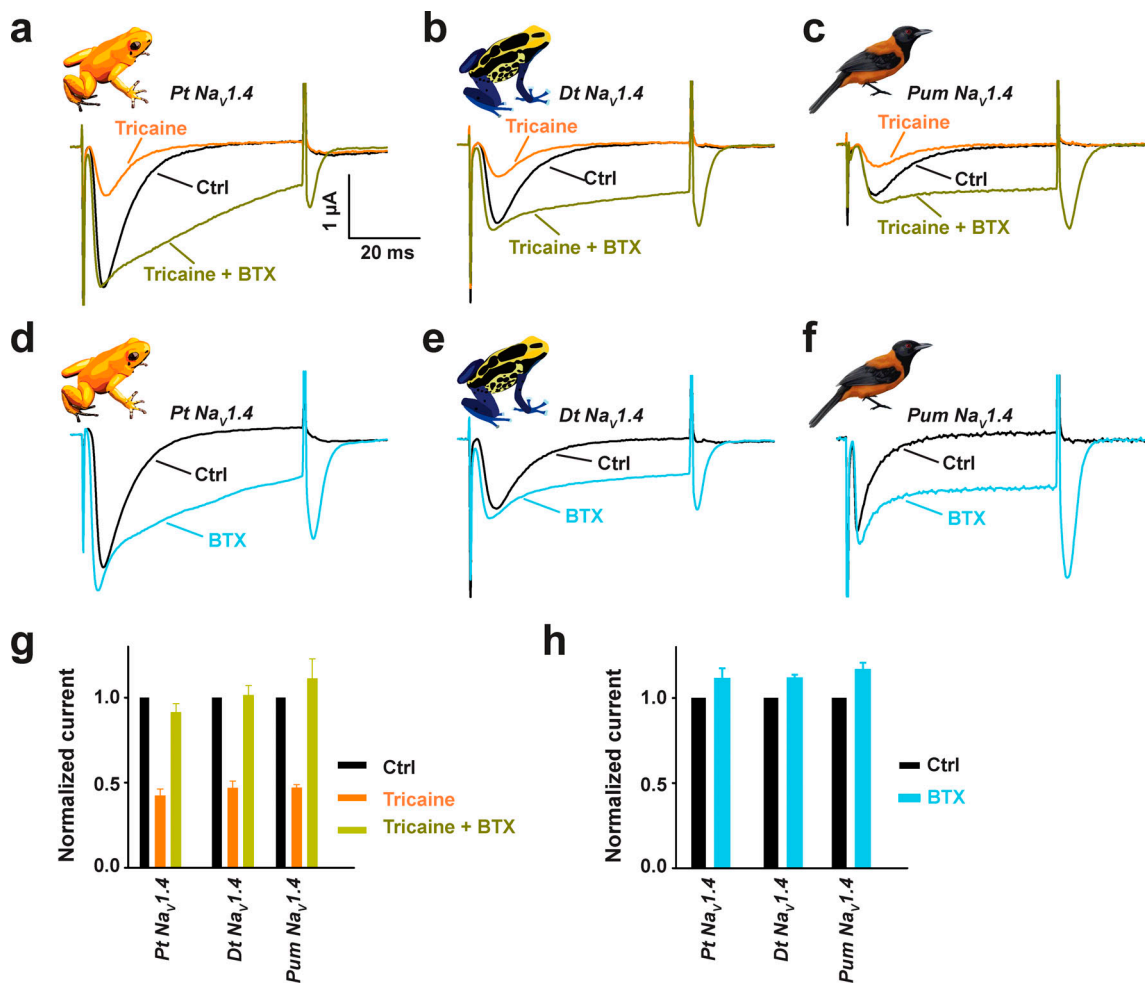 a
b
c
Pt NaV1.4
Dt NaV1.4
Pum NaV1.4
Tricaine
Ctrl
Tricaine + BTX
1 µA
20 ms
Tricaine
Ctrl
Tricaine + BTX
Tricaine
Ctrl
Tricaine + BTX
d
e
f
Pt NaV1.4
Dt NaV1.4
Pum NaV1.4
Ctrl
BTX
Ctrl
BTX
Ctrl
BTX
g
Normalized current
1.0
0.5
0.0
Pt NaV1.4
Dt NaV1.4
Pum NaV1.4
Ctrl
Tricaine
Tricaine + BTX
h
Normalized current
1.0
0.5
0.0
Pt NaV1.4
Dt NaV1.4
Pum NaV1.4
Ctrl
BTX